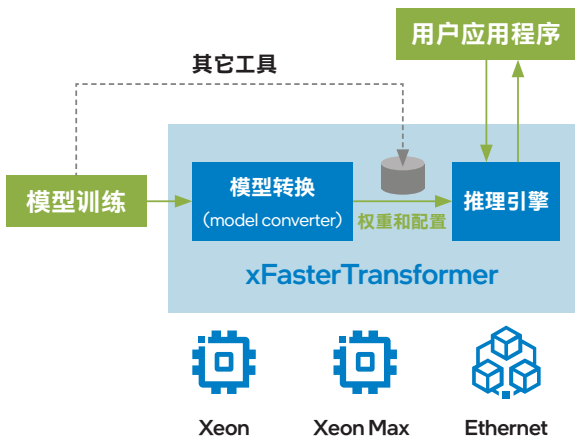 用户应用程序
其它工具
模型训练
模型转换
(model converter)
权重和配置
推理引擎
xFasterTransformer
Xeon
Xeon Max
Ethernet